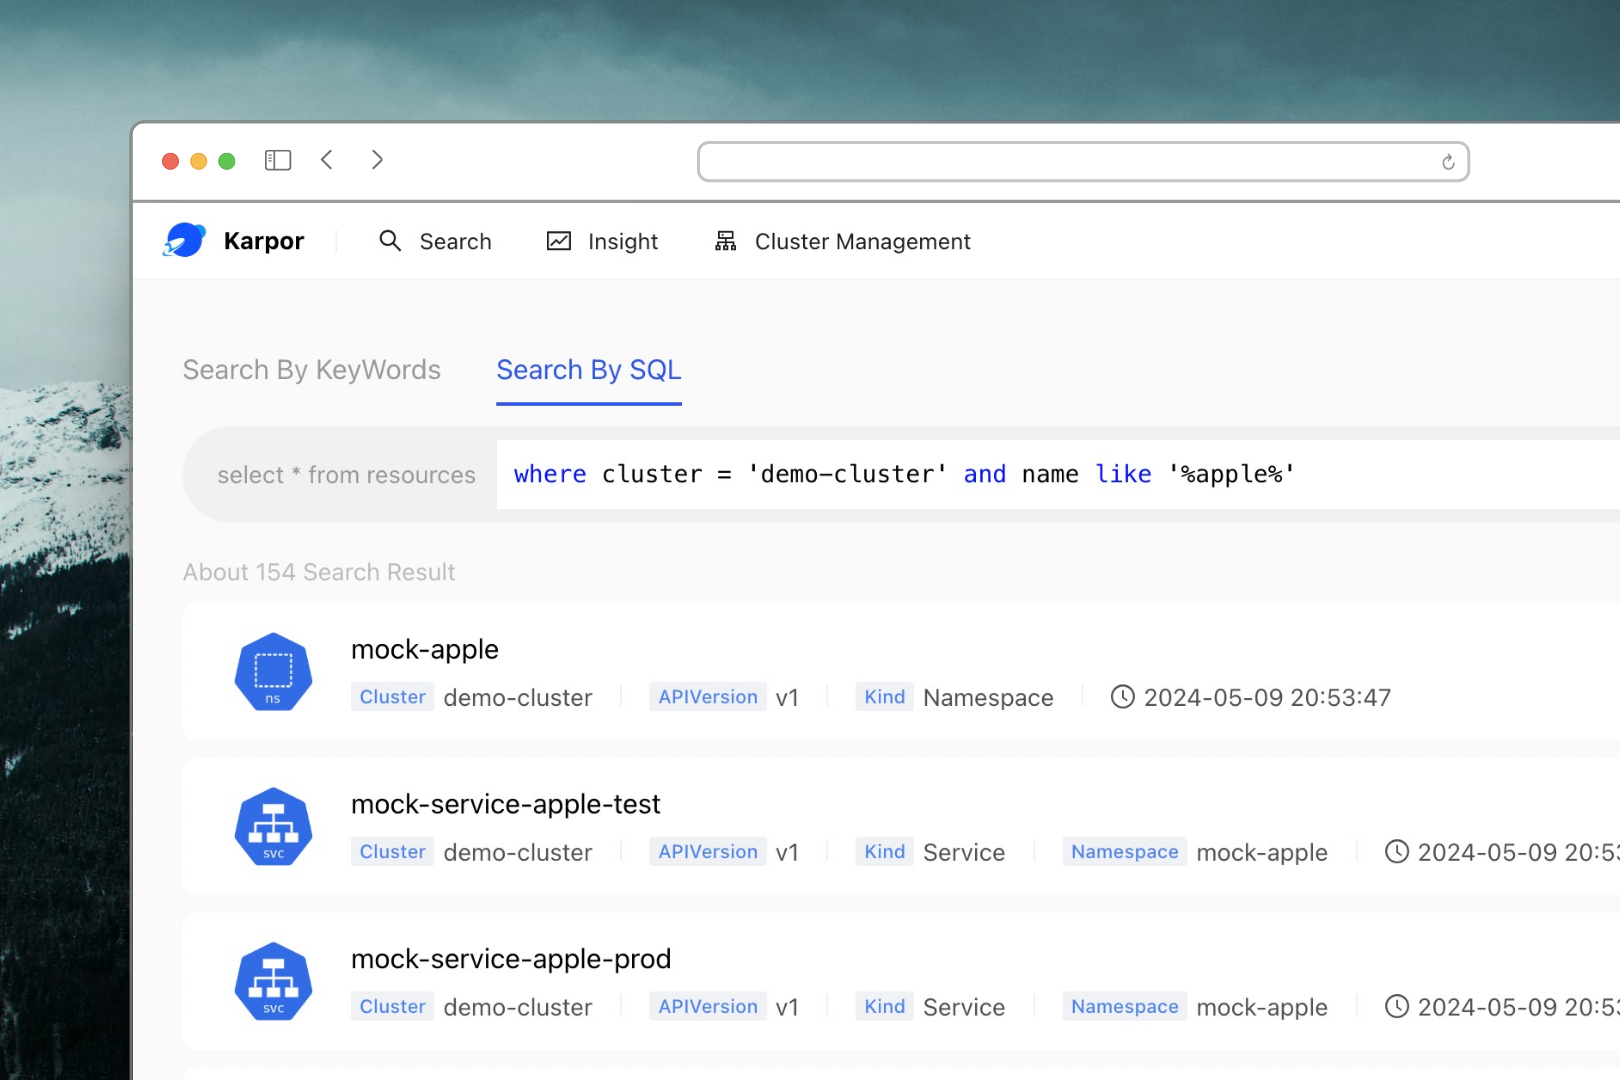 Karpor Search Insight Cluster Management
Search By KeyWords Search By SQL
select * from resources where cluster = 'demo-cluster' and name like '%apple%'
About 154 Search Result
mock-apple
ns
Cluster demo-cluster APIVersion v1 Kind Namespace 2024-05-09 20:53:47
mock-service-apple-test
svc
Cluster demo-cluster APIVersion v1 Kind Service Namespace mock-apple 2024-05-09 20:53
mock-service-apple-prod
svc
Cluster demo-cluster APIVersion v1 Kind Service Namespace mock-apple 2024-05-09 20:53